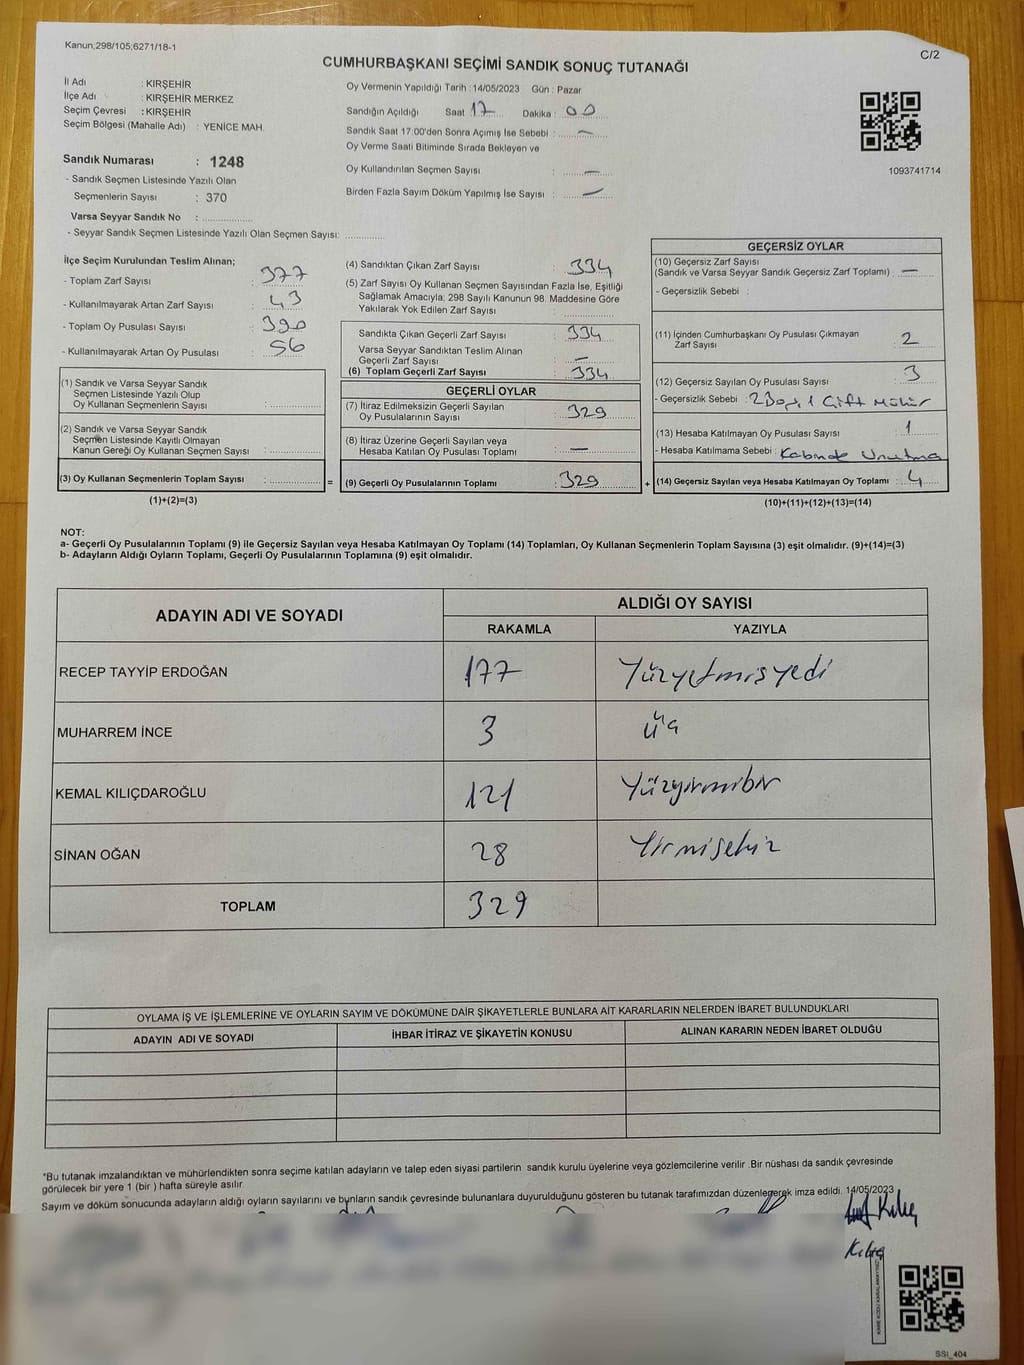 Kanun;298/105;6271/18-1
C/2
CUMHURBAŞKANI SEÇİMİ SANDIK SONUÇ TUTANAĞI
İl Adı : KIRŞEHİR
İlçe Adı : KIRŞEHİR MERKEZ
Seçim Çevresi : KIRŞEHİR
Seçim Bölgesi (Mahalle Adı) : YENİCE MAH.
Sandık Numarası : 1248
- Sandık Seçmen Listesinde Yazılı Olan
Seçmenlerin Sayısı : 370
Varsa Seyyar Sandık No : ..............
- Seyyar Sandık Seçmen Listesinde Yazılı Olan Seçmen Sayısı: ............
Oy Vermenin Yapıldığı Tarih : 14/05/2023 Gün : Pazar
Sandığın Açıldığı Saat 17 Dakika : 00
Sandık Saat 17.00'den Sonra Açımış İse Sebebi : —
Oy Verme Saati Bitiminde Sırada Bekleyen ve
Oy Kullandırılan Seçmen Sayısı : —
Birden Fazla Sayım Döküm Yapılmış İse Sayısı : —
1093741714
İlçe Seçim Kurulundan Teslim Alınan;
- Toplam Zarf Sayısı : 377
- Kullanılmayarak Artan Zarf Sayısı : 43
- Toplam Oy Pusulası Sayısı : 390
- Kullanılmayarak Artan Oy Pusulası : 56
(1) Sandık ve Varsa Seyyar Sandık
Seçmen Listesinde Yazılı Olup
Oy Kullanan Seçmenlerin Sayısı : ............
(2) Sandık ve Varsa Seyyar Sandık
Seçmen Listesinde Kayıtlı Olmayan
Kanun Gereği Oy Kullanan Seçmen Sayısı : ............
(3) Oy Kullanan Seçmenlerin Toplam Sayısı : ............ =
(1)+(2)=(3)
(4) Sandıktan Çıkan Zarf Sayısı : 334
(5) Zarf Sayısı Oy Kullanan Seçmen Sayısından Fazla İse, Eşitliği
Sağlamak Amacıyla; 298 Sayılı Kanunun 98. Maddesine Göre
Yakılarak Yok Edilen Zarf Sayısı : ............
Sandıkta Çıkan Geçerli Zarf Sayısı : 334
Varsa Seyyar Sandıktan Teslim Alınan
Geçerli Zarf Sayısı : —
(6) Toplam Geçerli Zarf Sayısı : 334
GEÇERLİ OYLAR
(7) İtiraz Edilmeksizin Geçerli Sayılan
Oy Pusulalarının Sayısı : 329
(8) İtiraz Üzerine Geçerli Sayılan veya
Hesaba Katılan Oy Pusulası Toplamı : —
(9) Geçerli Oy Pusulalarının Toplamı : 329 +
GEÇERSİZ OYLAR
(10) Geçersiz Zarf Sayısı
(Sandık ve Varsa Seyyar Sandık Geçersiz Zarf Toplamı) : —
- Geçersizlik Sebebi :
(11) İçinden Cumhurbaşkanı Oy Pusulası Çıkmayan
Zarf Sayısı : 2
(12) Geçersiz Sayılan Oy Pusulası Sayısı : 3
- Geçersizlik Sebebi : 2 Boş, 1 Çift Mühür
(13) Hesaba Katılmayan Oy Pusulası Sayısı : 1
- Hesaba Katılmama Sebebi : Kabinde Unutma
(14) Geçersiz Sayılan veya Hesaba Katılmayan Oy Toplamı : 4
(10)+(11)+(12)+(13)=(14)
NOT:
a- Geçerli Oy Pusulalarının Toplamı (9) ile Geçersiz Sayılan veya Hesaba Katılmayan Oy Toplamı (14) Toplamları, Oy Kullanan Seçmenlerin Toplam Sayısına (3) eşit olmalıdır. (9)+(14)=(3)
b- Adayların Aldığı Oyların Toplamı, Geçerli Oy Pusulalarının Toplamına (9) eşit olmalıdır.
ADAYIN ADI VE SOYADI ALDIĞI OY SAYISI
RAKAMLA YAZIYLA
RECEP TAYYİP ERDOĞAN 177 Yüzyetmişyedi
MUHARREM İNCE 3 Üç
KEMAL KILIÇDAROĞLU 121 Yüzyirmibir
SİNAN OĞAN 28 Yirmisekiz
TOPLAM 329
OYLAMA İŞ VE İŞLEMLERİNE VE OYLARIN SAYIM VE DÖKÜMÜNE DAİR ŞİKAYETLERLE BUNLARA AİT KARARLARIN NELERDEN İBARET BULUNDUKLARI
ADAYIN ADI VE SOYADI İHBAR İTİRAZ VE ŞİKAYETİN KONUSU ALINAN KARARIN NEDEN İBARET OLDUĞU
*Bu tutanak imzalandıktan ve mühürlendikten sonra seçime katılan adayların ve talep eden siyasi partilerin sandık kurulu üyelerine veya gözlemcilerine verilir .Bir nüshası da sandık çevresinde
görülecek bir yere 1 (bir ) hafta süreyle asılır.
Sayım ve döküm sonucunda adayların aldığı oyların sayılarını ve bunların sandık çevresinde bulunanlara duyurulduğunu gösteren bu tutanak tarafımızdan düzenlegerek imza edildi. 14/05/2023
Kılıç
SSI_404